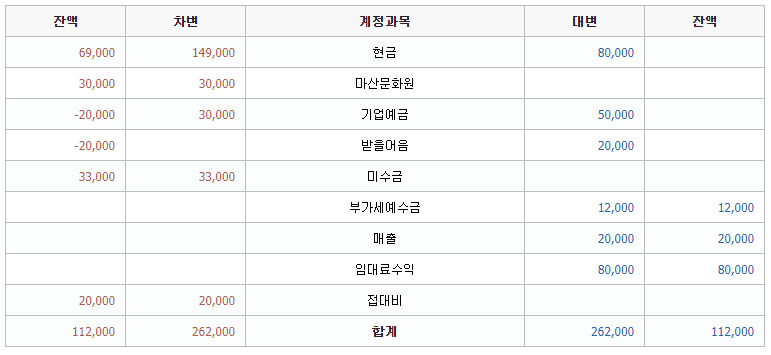 잔액 차변 계정과목 대변 잔액
69,000 149,000 현금 80,000
30,000 30,000 마산문화원
-20,000 30,000 기업예금 50,000
-20,000 받을어음 20,000
33,000 33,000 미수금
부가세예수금 12,000 12,000
매출 20,000 20,000
임대료수익 80,000 80,000
20,000 20,000 접대비
112,000 262,000 합계 262,000 112,000